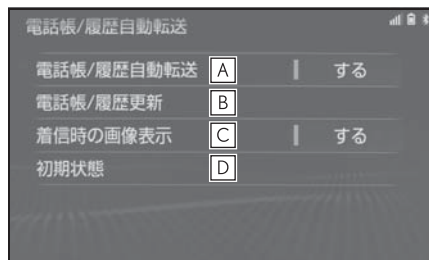 電話帳/履歴自動転送
電話帳/履歴自動転送 A する
電話帳/履歴更新 B
着信時の画像表示 C する
初期状態 D